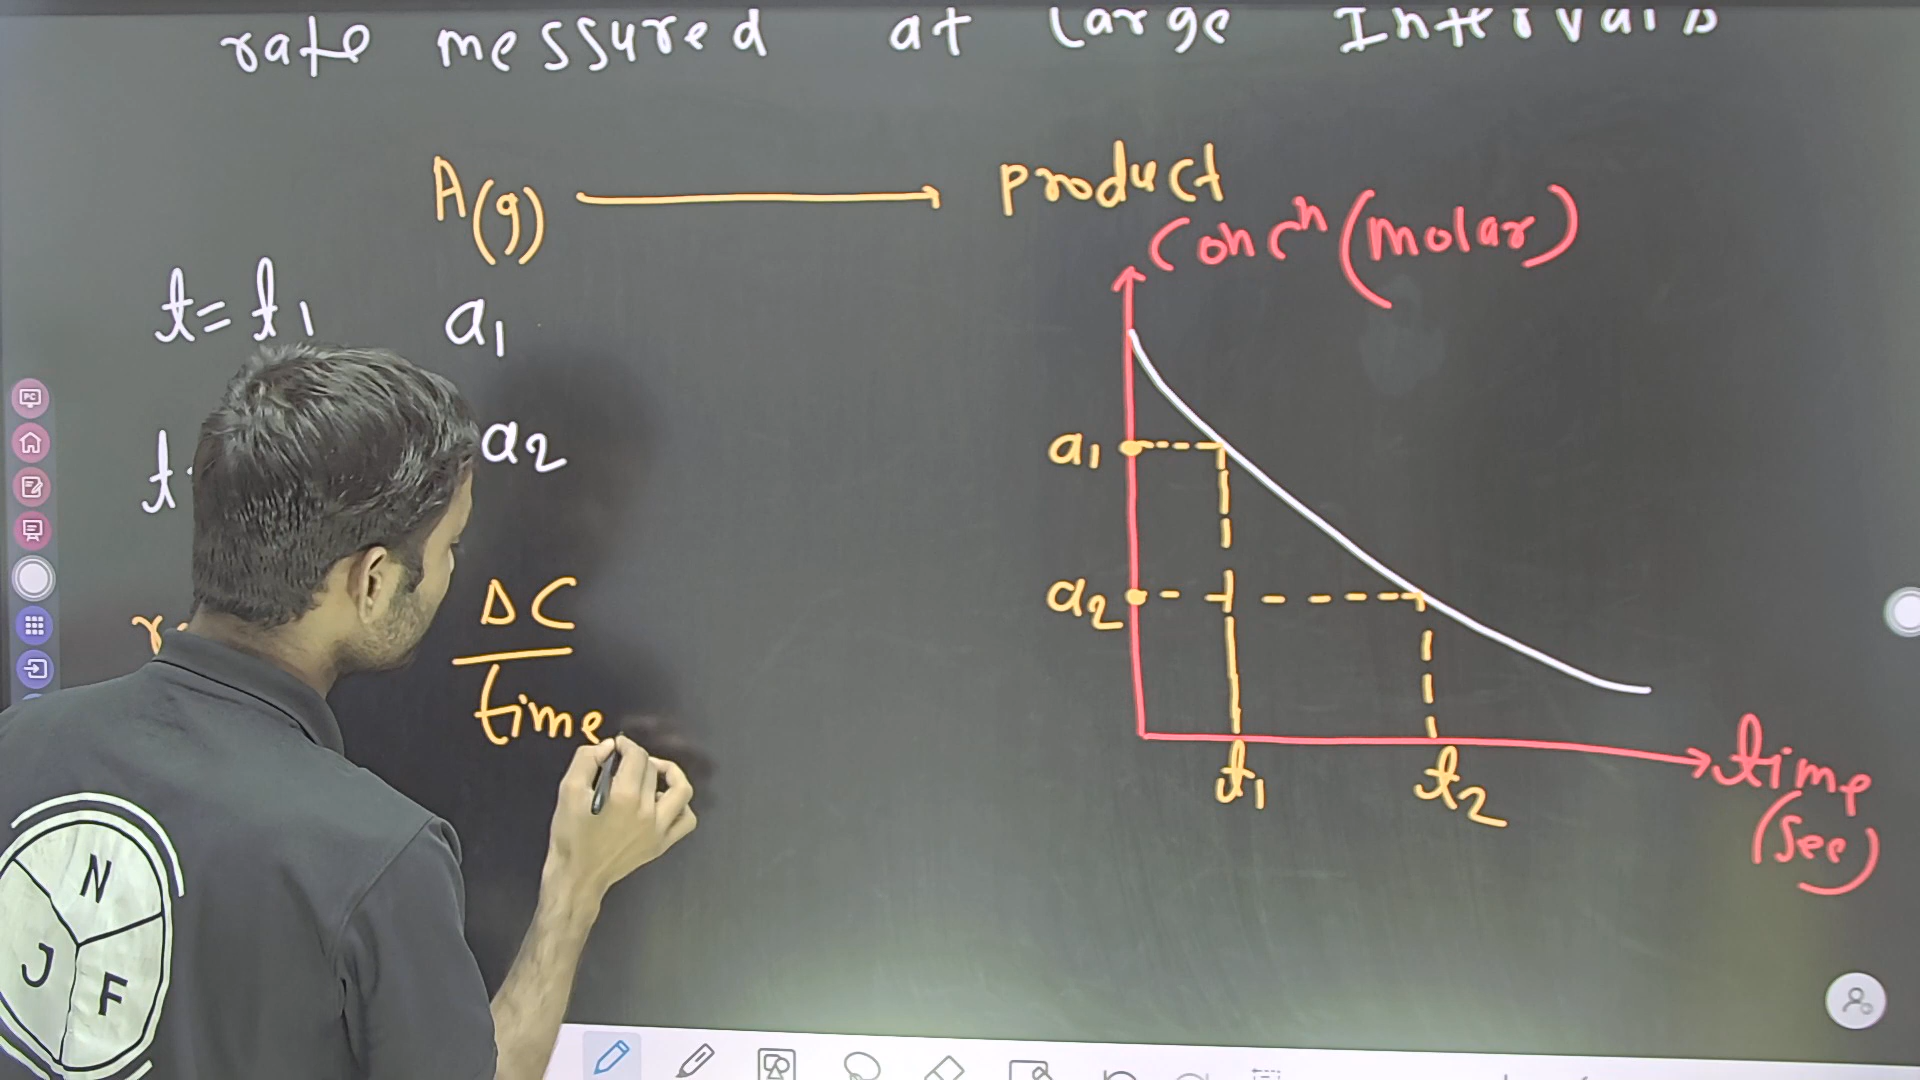 rate messured at large Intervals
A(g) → product
t = t1 a1
a2
ΔC
time
Concn (molar)
a1
a2
t1 t2
time
(sec)
N
J F
PC